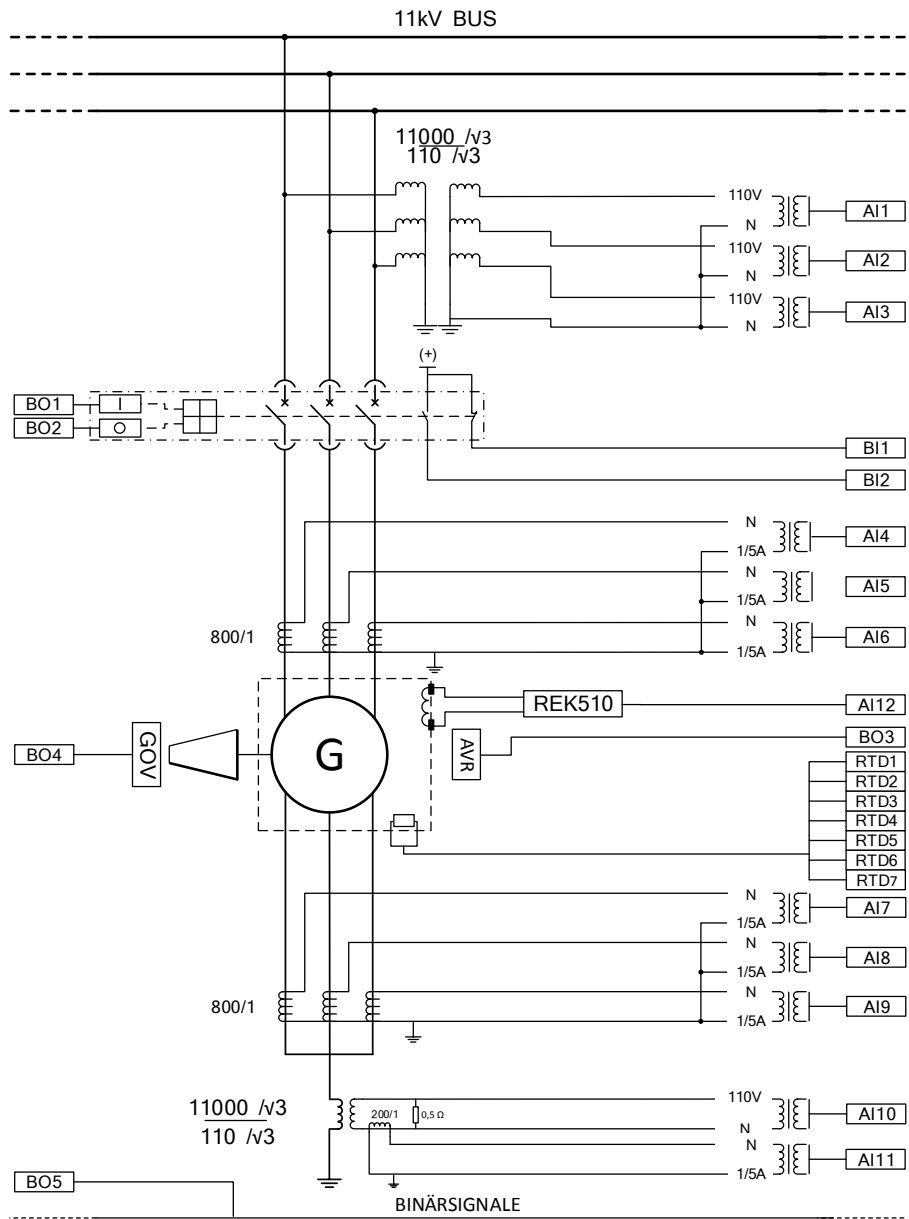 11kV BUS
11000 /√3
110 /√3
110V
AI1
N
110V
AI2
N
110V
AI3
N
(+)
BO1
I
BO2
O
BI1
BI2
N
AI4
1/5A
N
AI5
1/5A
N
800/1
AI6
1/5A
REK510
AI12
BO4
GOV
G
AVR
BO3
RTD1
RTD2
RTD3
RTD4
RTD5
RTD6
RTD7
N
AI7
1/5A
N
AI8
1/5A
N
800/1
AI9
1/5A
11000 /√3
110 /√3
200/1
0,5 Ω
110V
AI10
N
N
AI11
1/5A
BO5
BINÄRSIGNALE